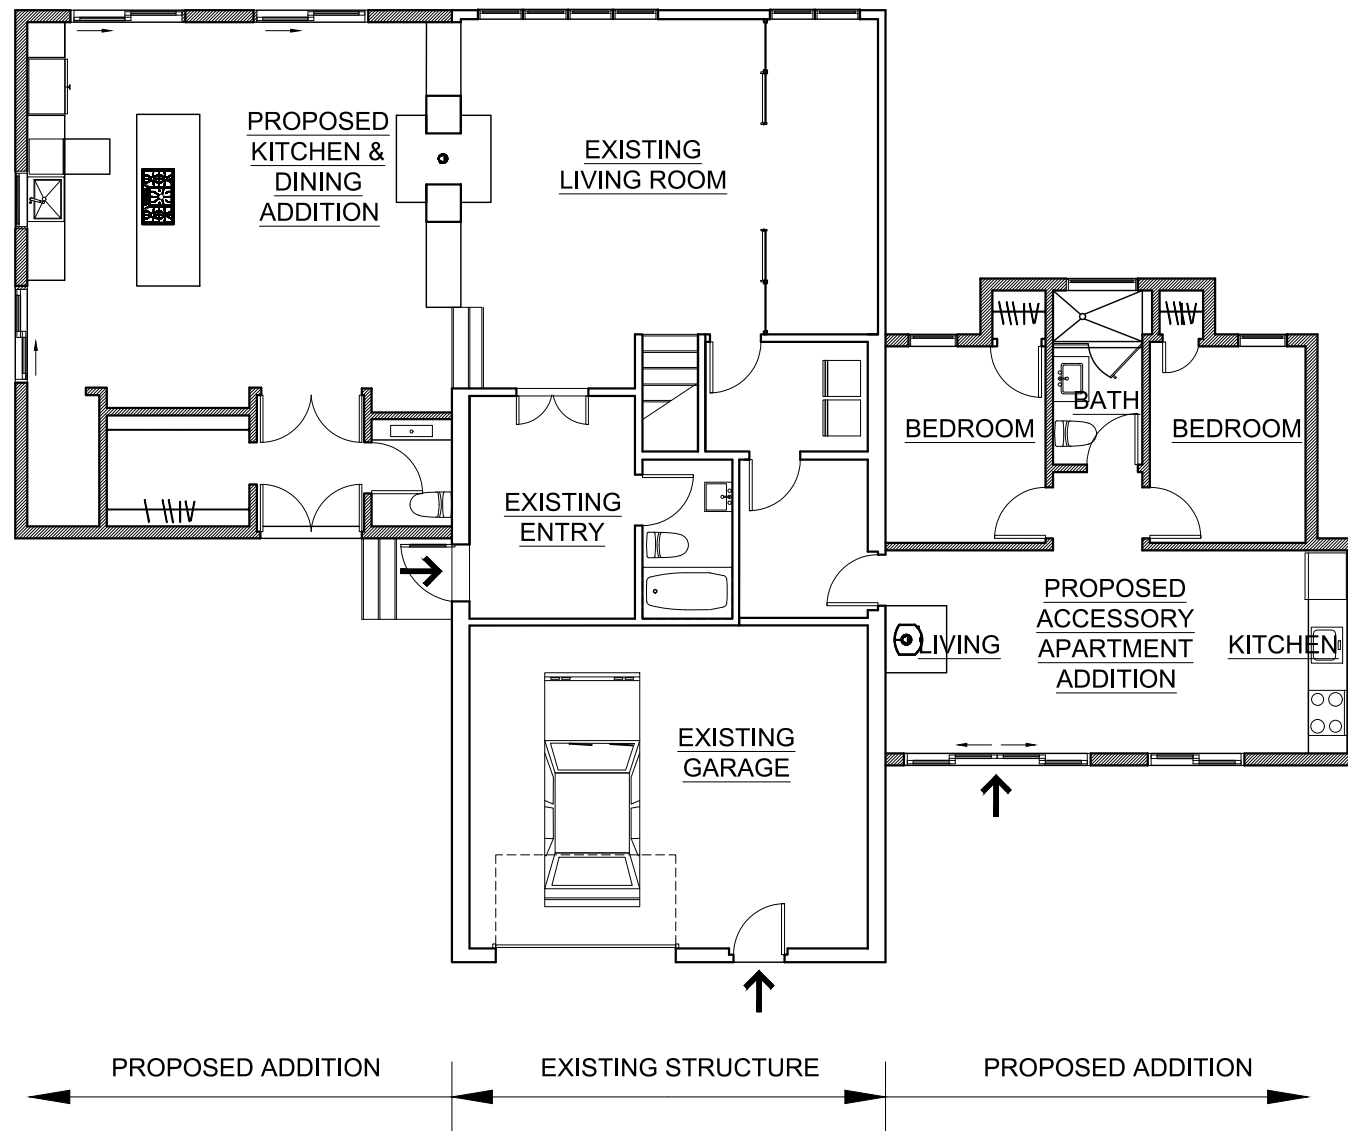 PROPOSED
KITCHEN &
DINING
ADDITION
EXISTING
LIVING ROOM
BEDROOM
BATH
BEDROOM
EXISTING
ENTRY
PROPOSED
ACCESSORY
APARTMENT
ADDITION
LIVING
KITCHEN
EXISTING
GARAGE
PROPOSED ADDITION
EXISTING STRUCTURE
PROPOSED ADDITION